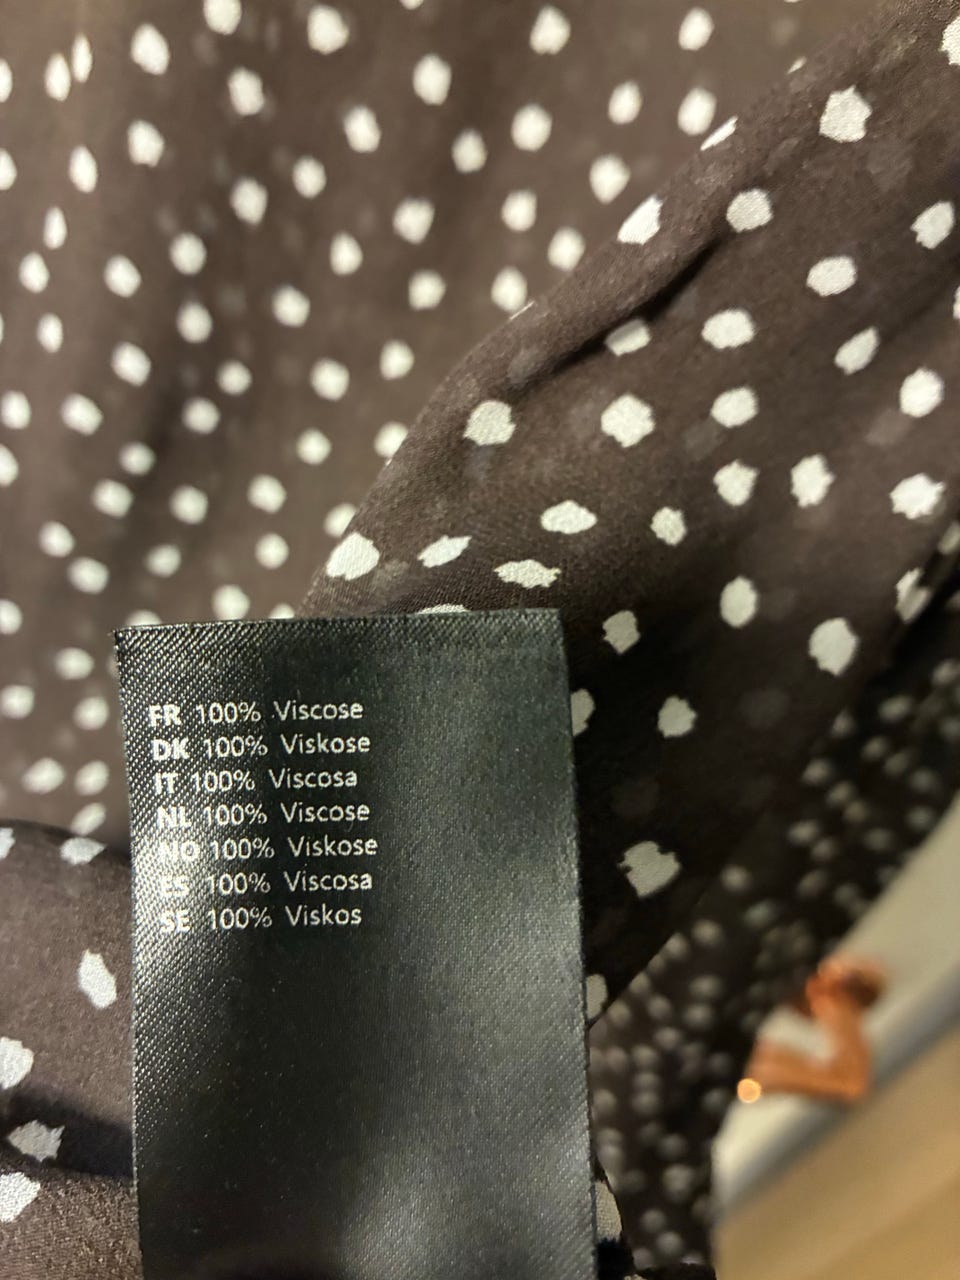 FR 100% Viscose
DK 100% Viskose
IT 100% Viscosa
NL 100% Viscose
NO 100% Viskose
ES 100% Viscosa
SE 100% Viskos